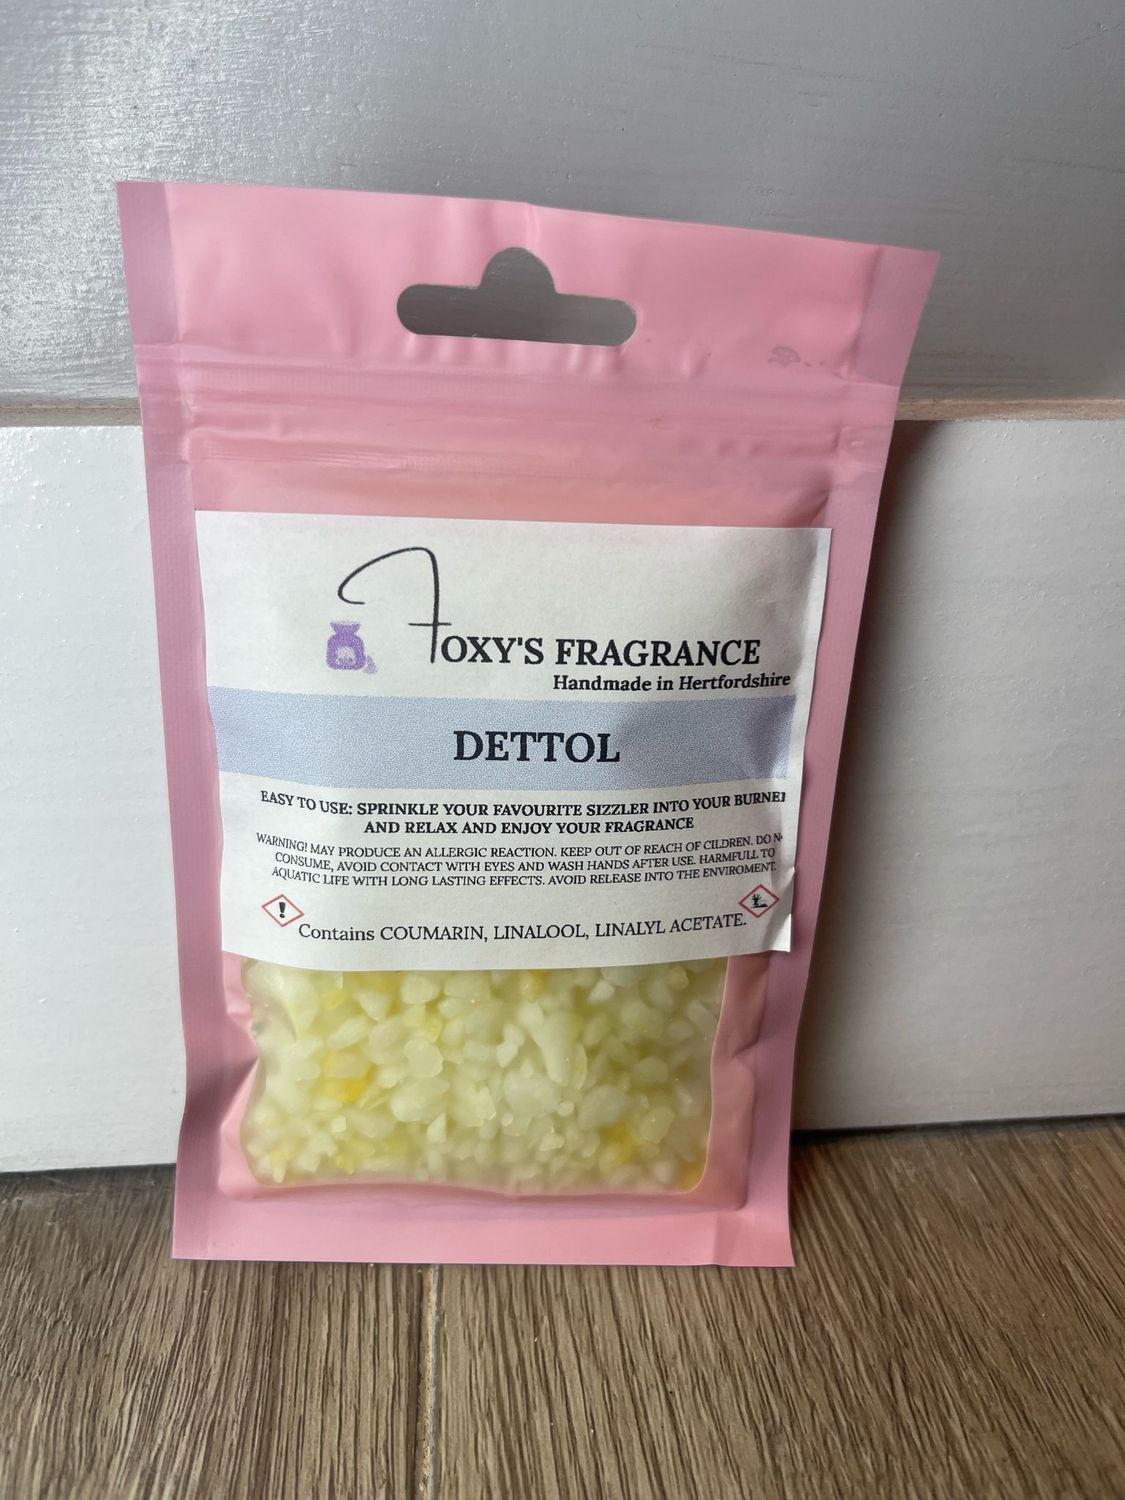 FOXY'S FRAGRANCE
Handmade in Hertfordshire
DETTOL
EASY TO USE: SPRINKLE YOUR FAVOURITE SIZZLER INTO YOUR BURNER
AND RELAX AND ENJOY YOUR FRAGRANCE
WARNING! MAY PRODUCE AN ALLERGIC REACTION. KEEP OUT OF REACH OF CILDREN. DO NO
CONSUME, AVOID CONTACT WITH EYES AND WASH HANDS AFTER USE. HARMFULL TO
AQUATIC LIFE WITH LONG LASTING EFFECTS. AVOID RELEASE INTO THE ENVIROMENT.
Contains COUMARIN, LINALOOL, LINALYL ACETATE.